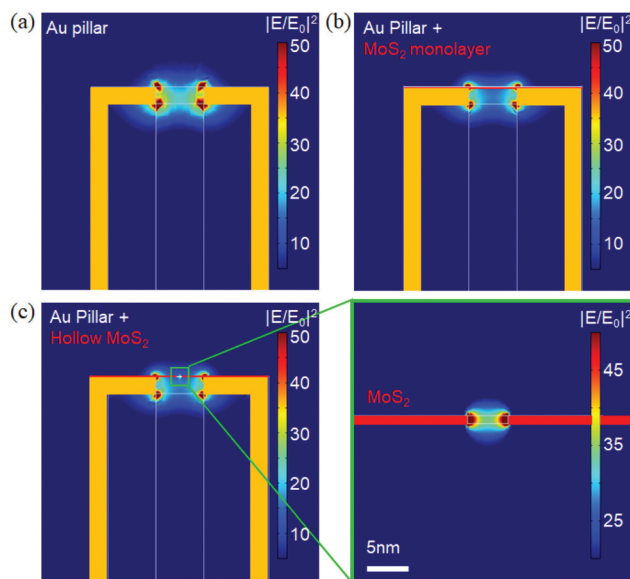 (a)
Au pillar
|E/E₀|²
50
40
30
20
10
(b)
Au Pillar +
MoS₂ monolayer
|E/E₀|²
50
40
30
20
10
(c)
Au Pillar +
Hollow MoS₂
|E/E₀|²
50
40
30
20
10
|E/E₀|²
MoS₂
45
35
25
5nm